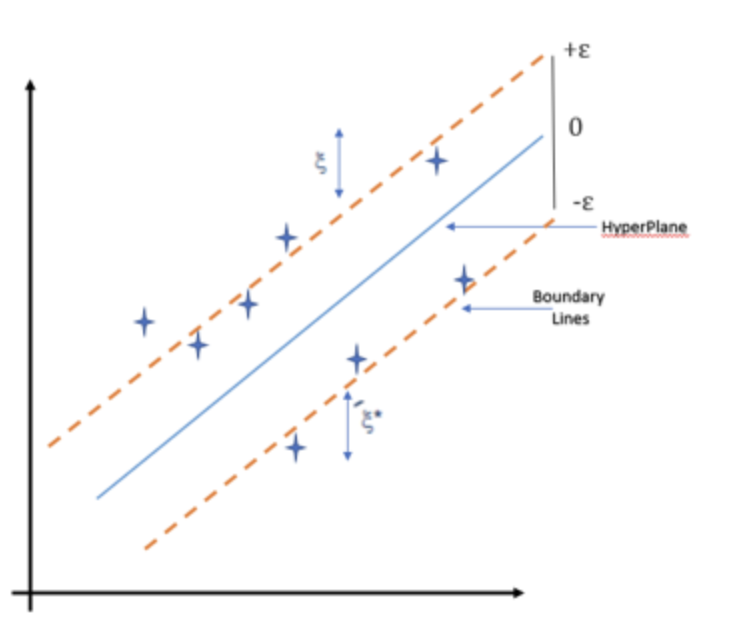 +ε
0
ξ
-ε
HyperPlane
Boundary
Lines
ξ*